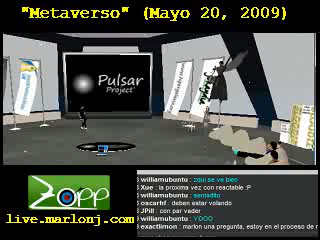 "Metaverso" (Mayo 20, 2009)
Pulsar
Project
williamubuntu : zoui se ve bien
Xue : la proxima vez con reactable :P
williamubuntu : sentadito
oscarhf : deben estar volando
JPill : con par vader
williamubuntu : YOOO
exactlimon : marlon una pregunta, estoy en el proceso de r
Zopp
live.marlonj.com